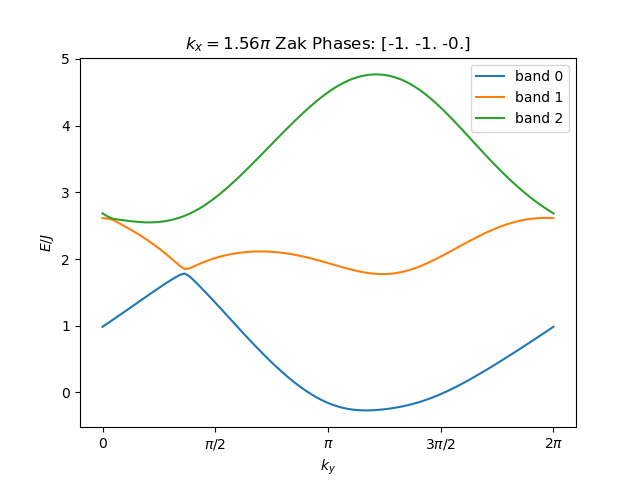 $k_x = 1.56\pi$ Zak Phases: [-1. -1. -0.]
5
4
3
2
1
0
E/J
band 0
band 1
band 2
0
π/2
π
3π/2
2π
$k_y$